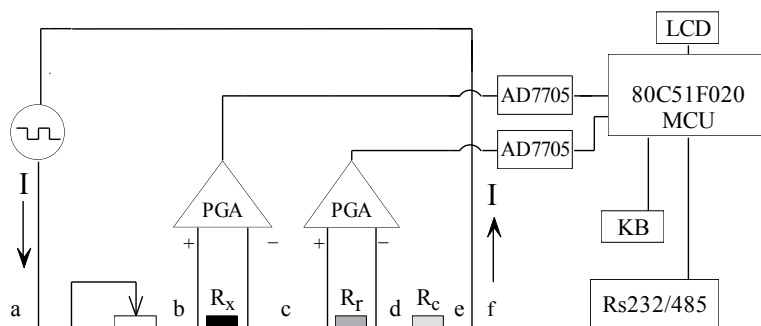 LCD
80C51F020
MCU
AD7705
AD7705
I
I
PGA
PGA
+
−
+
−
KB
Rs232/485
a
b
Rx
c
Rr
d
Rc
e
f